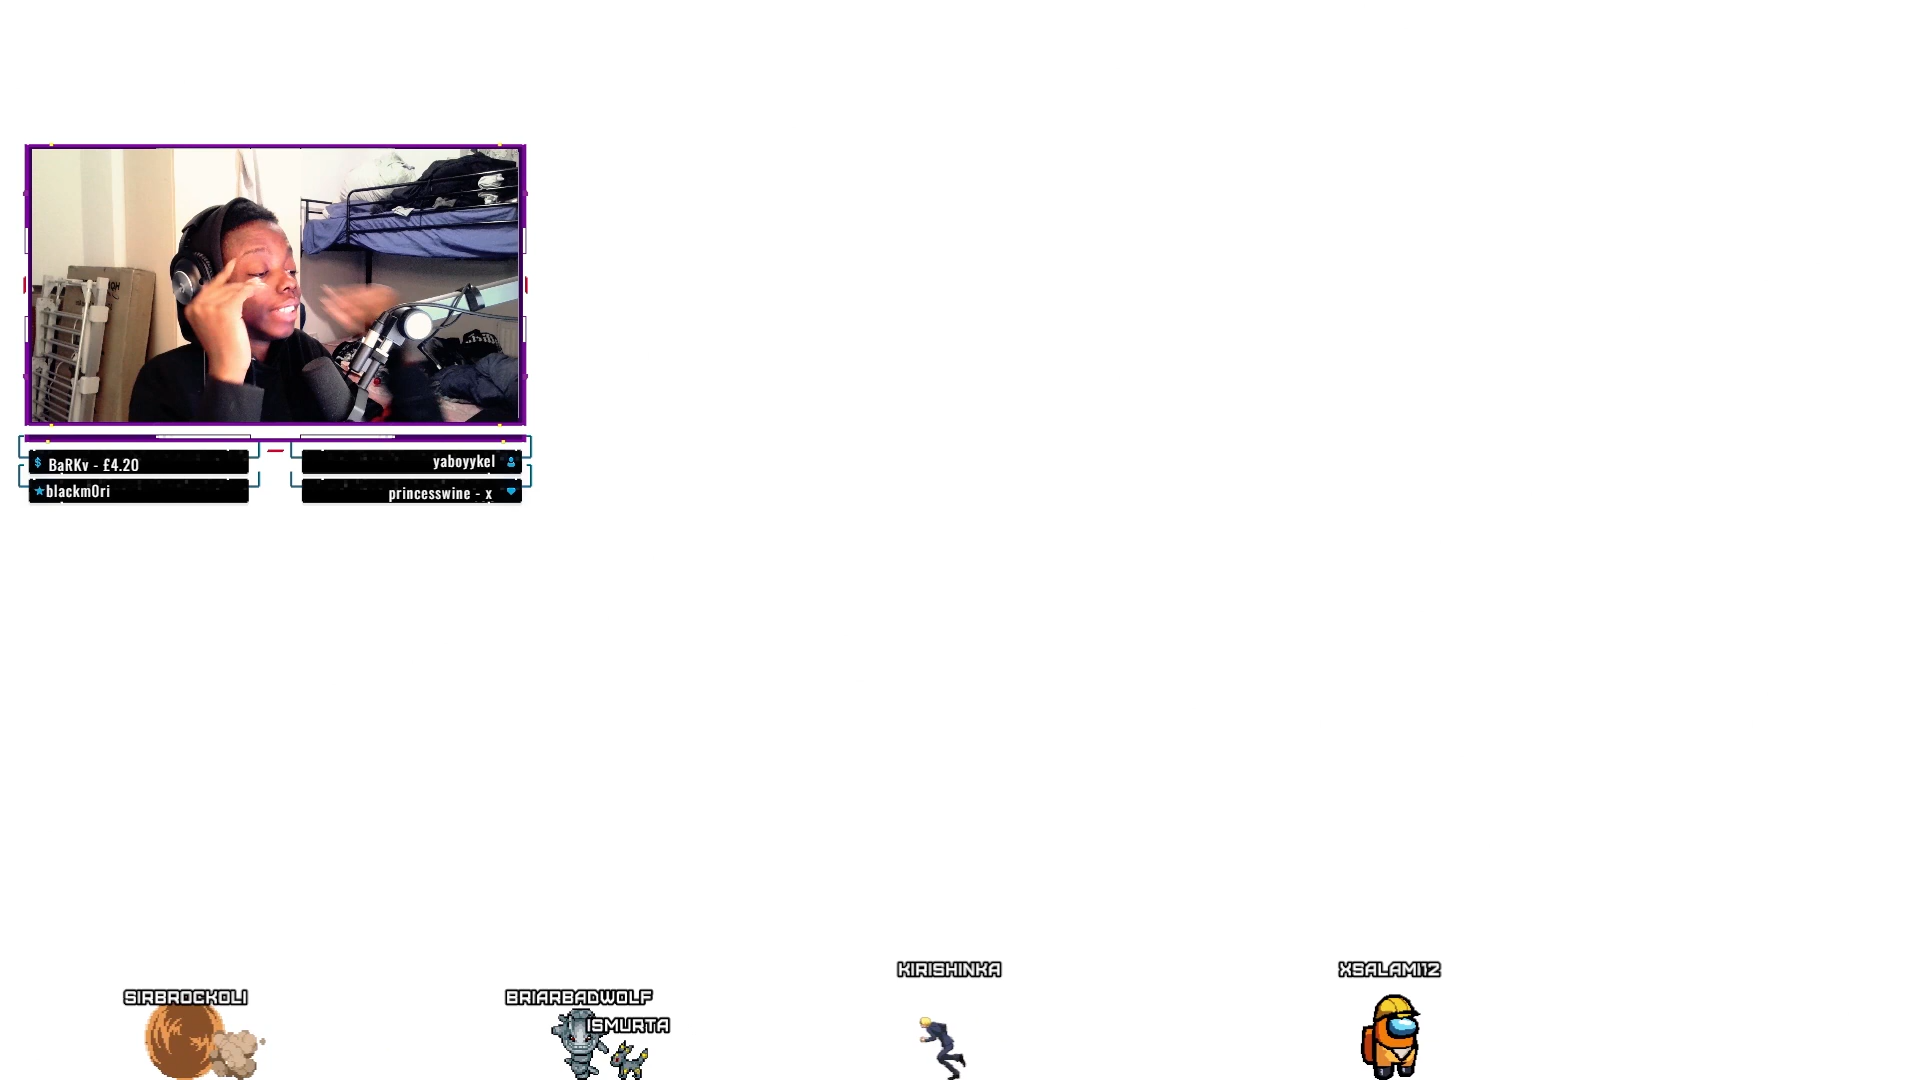 BaRKv - £4.20
yaboyykel
blackm0ri
princesswine - x
KIRISHINKA
XSALAMI12
SIRBROCKOLI
BRIARBADWOLF
ISMURTA